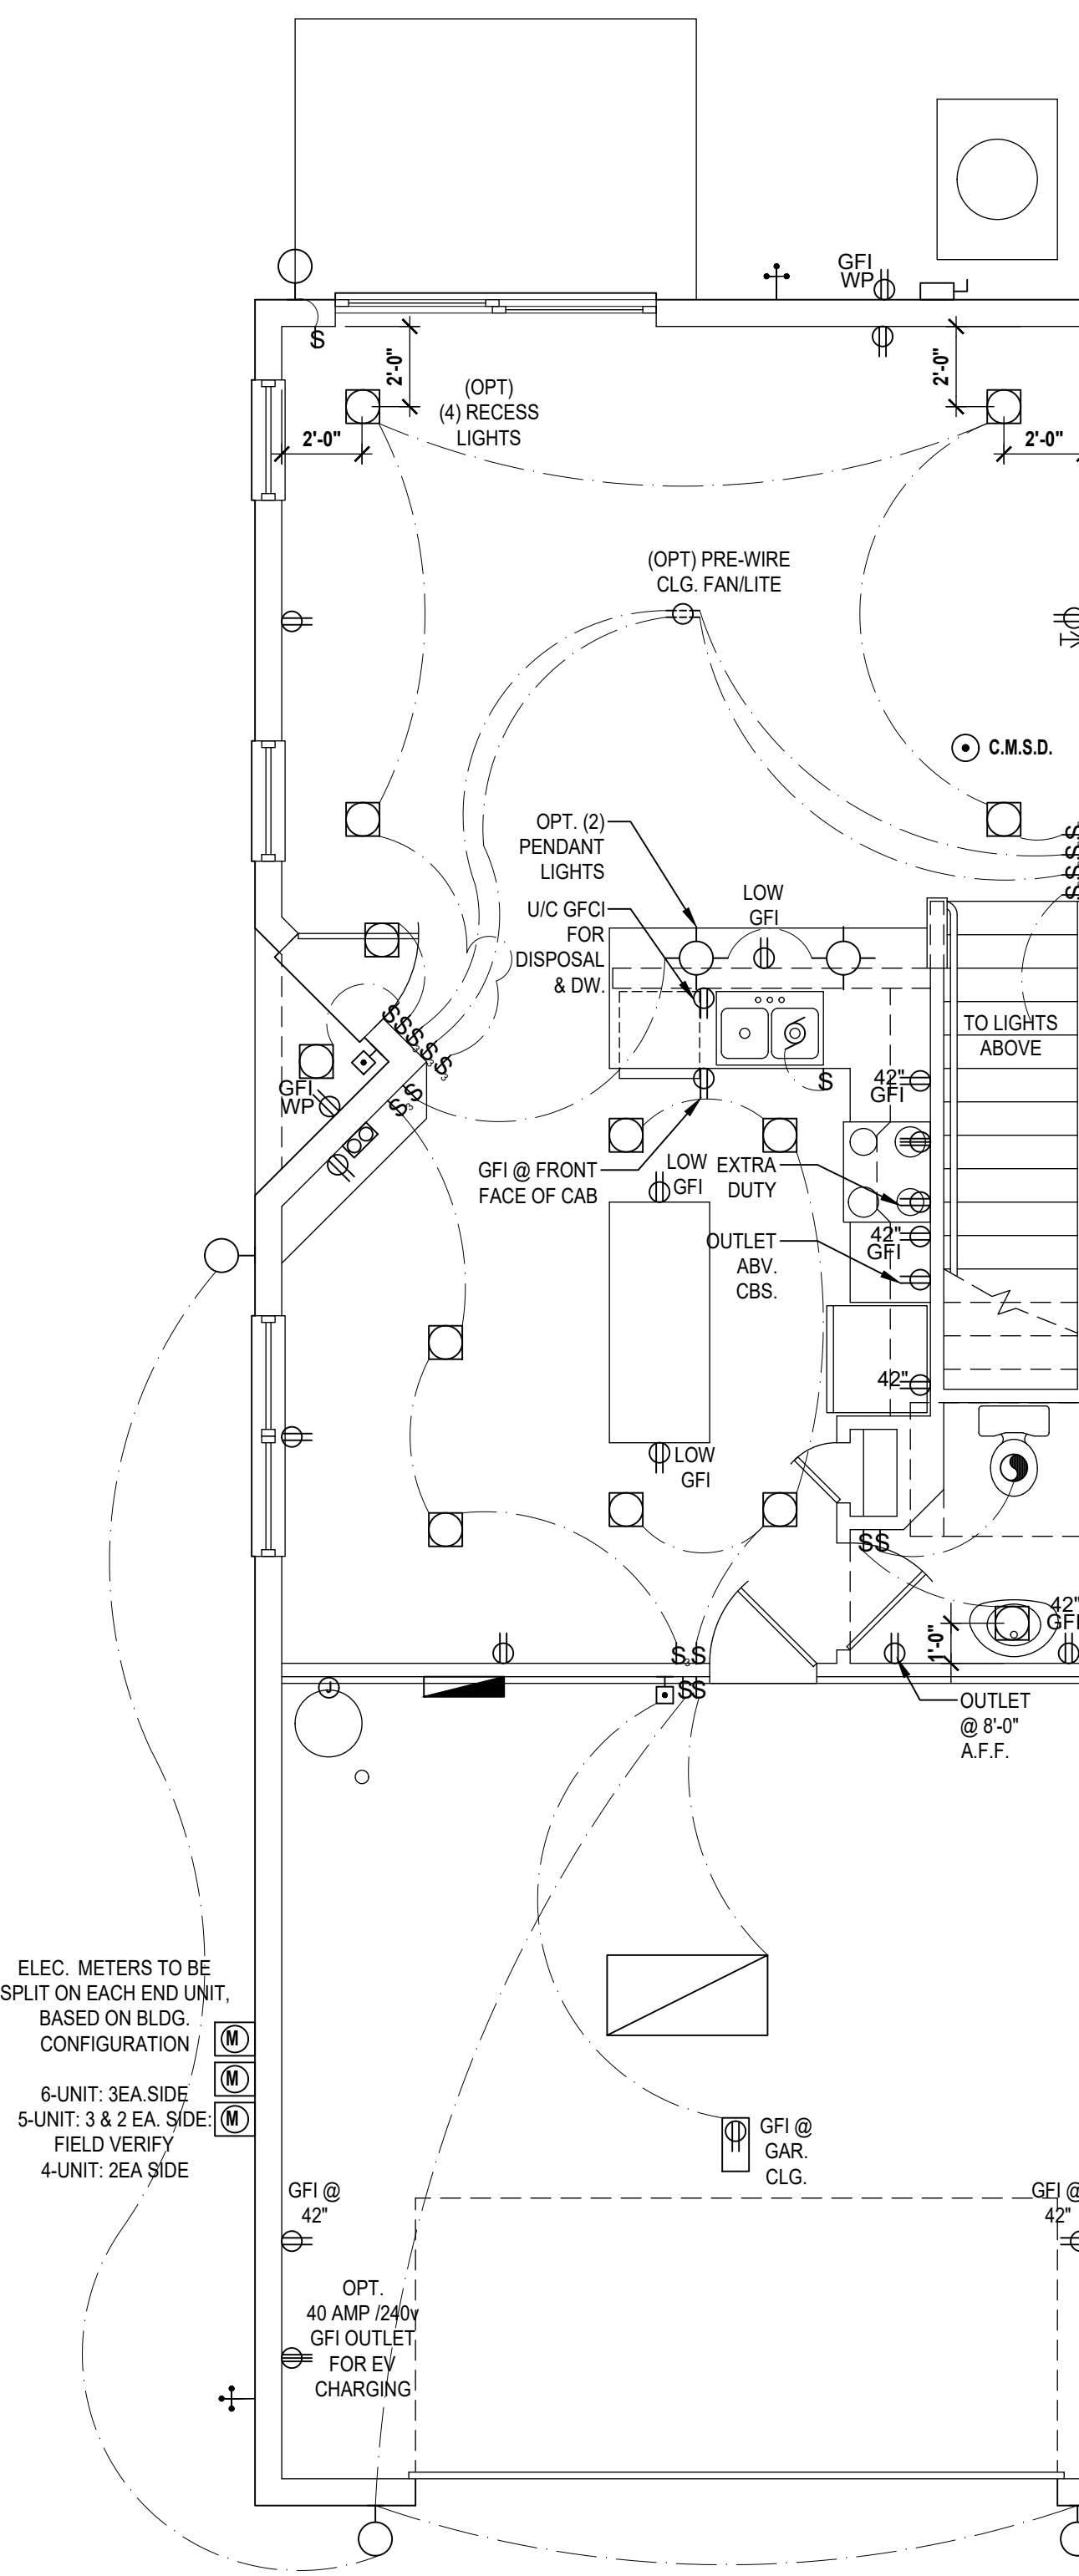 GFI
WP
2'-0"
2'-0"
(OPT)
(4) RECESS
LIGHTS
2'-0"
2'-0"
(OPT) PRE-WIRE
CLG. FAN/LITE
C.M.S.D.
OPT. (2)
PENDANT
LIGHTS
LOW
GFI
U/C GFCI
FOR
DISPOSAL
& DW.
TO LIGHTS
ABOVE
42"
GFI
GFI
WP
GFI @ FRONT
FACE OF CAB
LOW
GFI
EXTRA
DUTY
42"
GFI
OUTLET
ABV.
CBS.
42"
LOW
GFI
42"
GFI
1'-0"
J
OUTLET
@ 8'-0"
A.F.F.
ELEC. METERS TO BE
SPLIT ON EACH END UNIT,
BASED ON BLDG.
CONFIGURATION
6-UNIT: 3EA.SIDE
5-UNIT: 3 & 2 EA. SIDE:
FIELD VERIFY
4-UNIT: 2EA SIDE
M
M
M
GFI @
GAR.
CLG.
GFI @
42"
GFI @
42"
OPT.
40 AMP /240v
GFI OUTLET
FOR EV
CHARGING